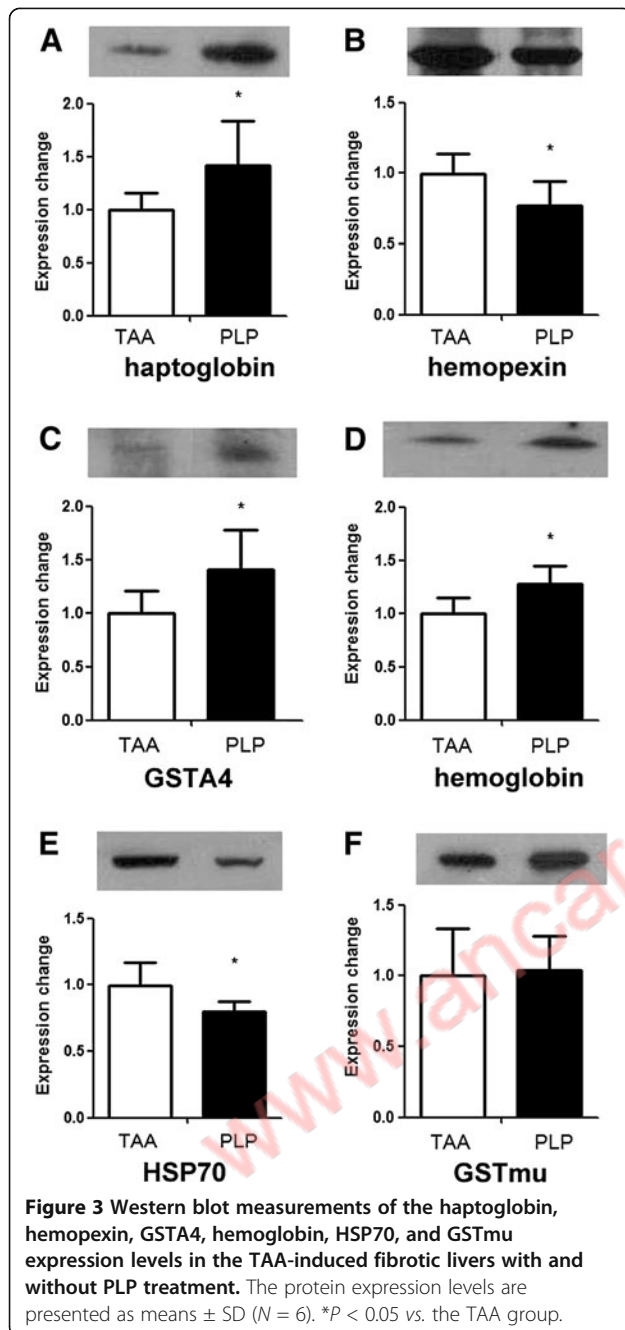 A
B
2.0
1.5
1.0
0.5
0.0
Expression change
*
TAA
PLP
haptoglobin
1.5
1.0
0.5
0.0
Expression change
*
TAA
PLP
hemopexin
C
D
2.0
1.5
1.0
0.5
0.0
Expression change
*
TAA
PLP
GSTA4
2.0
1.5
1.0
0.5
0.0
Expression change
*
TAA
PLP
hemoglobin
E
F
1.5
1.0
0.5
0.0
Expression change
*
TAA
PLP
HSP70
1.5
1.0
0.5
0.0
Expression change
TAA
PLP
GSTmu
www.ancar
Figure 3 Western blot measurements of the haptoglobin,
hemopexin, GSTA4, hemoglobin, HSP70, and GSTmu
expression levels in the TAA-induced fibrotic livers with and
without PLP treatment. The protein expression levels are
presented as means ± SD (N = 6). *P < 0.05 vs. the TAA group.